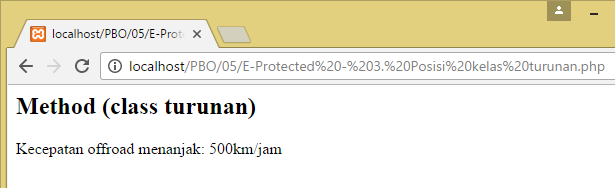 localhost/PBO/05/E-Prote
localhost/PBO/05/E-Protected%20-%203.%20Posisi%20kelas%20turunan.php
Method (class turunan)
Kecepatan offroad menanjak: 500km/jam